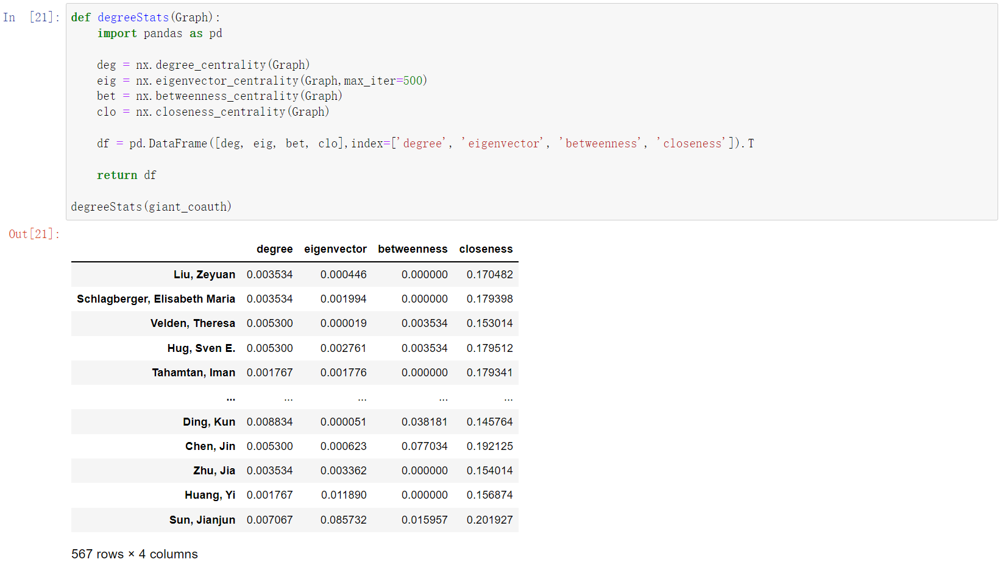 In [21]: def degreeStats(Graph):
    import pandas as pd

    deg = nx.degree_centrality(Graph)
    eig = nx.eigenvector_centrality(Graph,max_iter=500)
    bet = nx.betweenness_centrality(Graph)
    clo = nx.closeness_centrality(Graph)

    df = pd.DataFrame([deg, eig, bet, clo],index=['degree', 'eigenvector', 'betweenness', 'closeness']).T

    return df

degreeStats(giant_coauth)
Out[21]:
degree eigenvector betweenness closeness
Liu, Zeyuan 0.003534 0.000446 0.000000 0.170482
Schlagberger, Elisabeth Maria 0.003534 0.001994 0.000000 0.179398
Velden, Theresa 0.005300 0.000019 0.003534 0.153014
Hug, Sven E. 0.005300 0.002761 0.003534 0.179512
Tahamtan, Iman 0.001767 0.001776 0.000000 0.179341
... ... ... ... ...
Ding, Kun 0.008834 0.000051 0.038181 0.145764
Chen, Jin 0.005300 0.000623 0.077034 0.192125
Zhu, Jia 0.003534 0.003362 0.000000 0.154014
Huang, Yi 0.001767 0.011890 0.000000 0.156874
Sun, Jianjun 0.007067 0.085732 0.015957 0.201927
567 rows × 4 columns